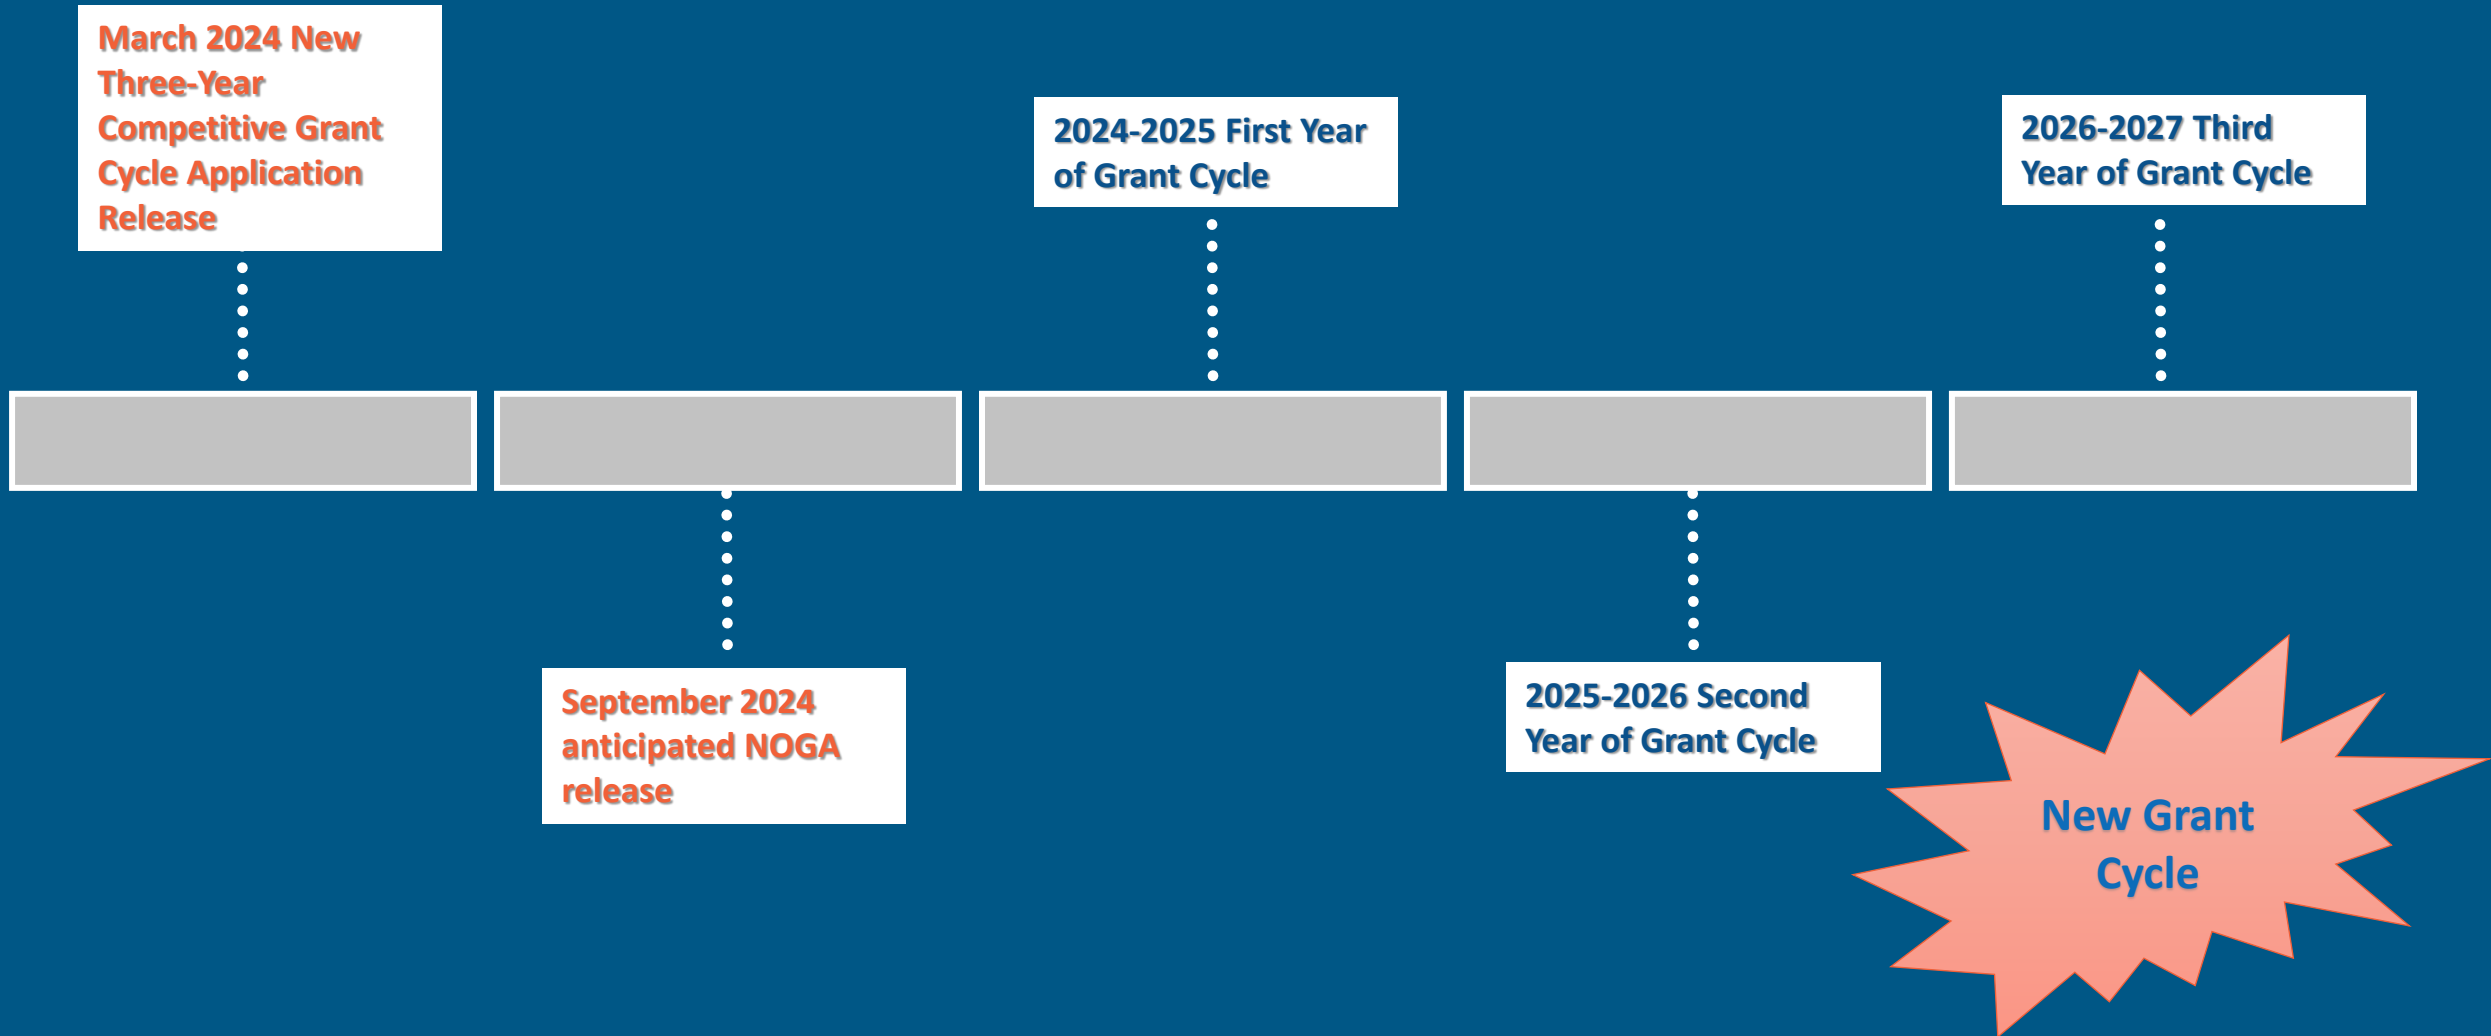 March 2024 New
Three-Year
Competitive Grant
Cycle Application
Release
September 2024
anticipated NOGA
release
2024-2025 First Year
of Grant Cycle
2025-2026 Second
Year of Grant Cycle
2026-2027 Third
Year of Grant Cycle
New Grant
Cycle